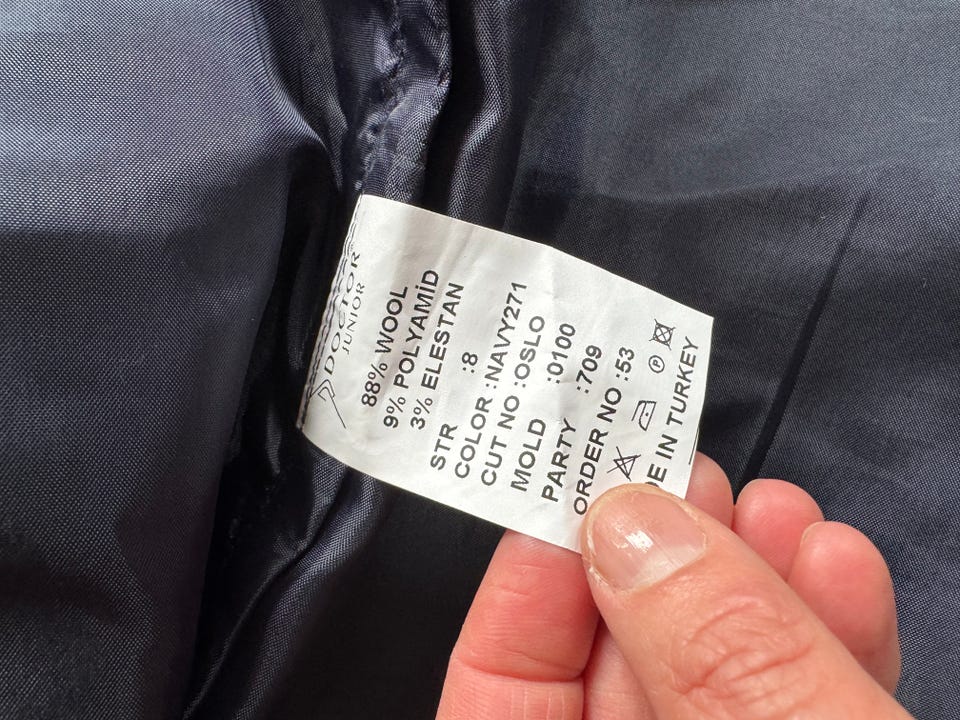 DOCTOR
JUNIOR
88% WOOL
9% POLYAMİD
3% ELESTAN
STR :8
COLOR :NAVY271
CUT NO :OSLO
MOLD :0100
PARTY :709
ORDER NO :53
P
DE IN TURKEY